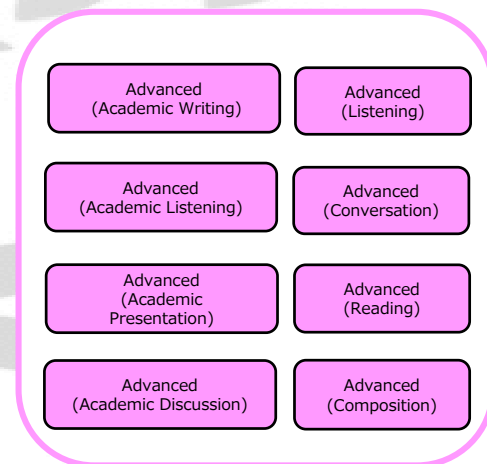 Advanced
(Academic Writing)
Advanced
(Listening)
Advanced
(Academic Listening)
Advanced
(Conversation)
Advanced
(Academic
Presentation)
Advanced
(Reading)
Advanced
(Academic Discussion)
Advanced
(Composition)